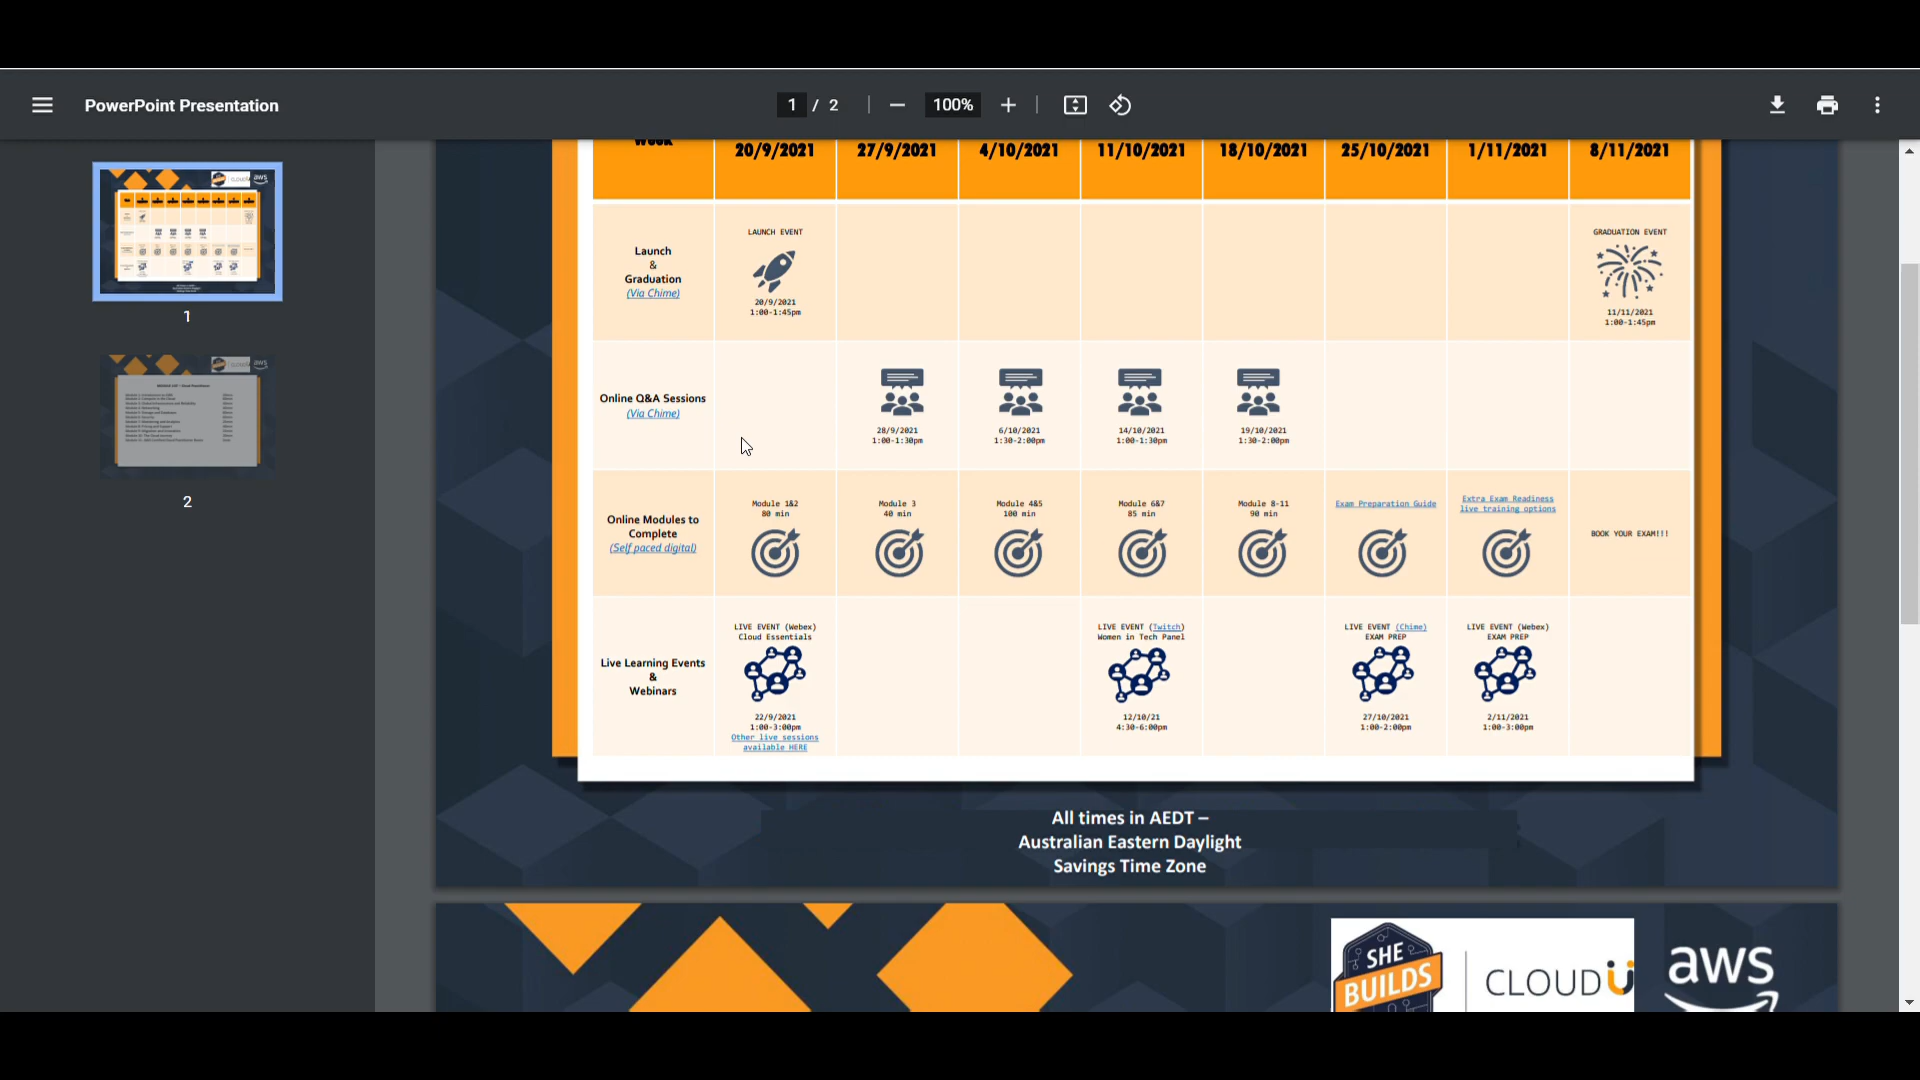 PowerPoint Presentation
1 / 2
100%
Week
20/9/2021
27/9/2021
4/10/2021
11/10/2021
18/10/2021
25/10/2021
1/11/2021
8/11/2021
Launch
&
Graduation
(Via Chime)
LAUNCH EVENT
20/9/2021
1:00-1:45pm
GRADUATION EVENT
11/11/2021
1:00-1:45pm
Online Q&A Sessions
(Via Chime)
28/9/2021
1:00-1:30pm
6/10/2021
1:30-2:00pm
14/10/2021
1:00-1:30pm
19/10/2021
1:30-2:00pm
Online Modules to
Complete
(Self paced digital)
Module 1&2
80 min
Module 3
40 min
Module 4&5
100 min
Module 6&7
85 min
Module 8-11
90 min
Exam Preparation Guide
Extra Exam Readiness
live training options
BOOK YOUR EXAM!!!
Live Learning Events
&
Webinars
LIVE EVENT (Webex)
Cloud Essentials
22/9/2021
1:00-3:00pm
Other live sessions
available HERE
LIVE EVENT (Twitch)
Women in Tech Panel
12/10/21
4:30-6:00pm
LIVE EVENT (Chime)
EXAM PREP
27/10/2021
1:00-2:00pm
LIVE EVENT (Webex)
EXAM PREP
2/11/2021
1:00-3:00pm
All times in AEDT –
Australian Eastern Daylight
Savings Time Zone
1
2
SHE
BUILDS
CLOUDU
aws